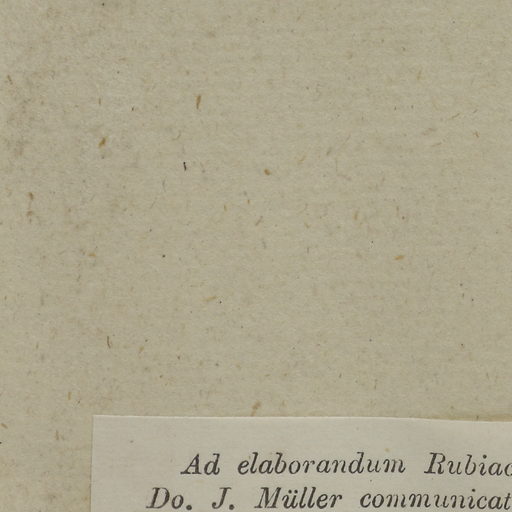 Ad elaborandum Rubiac
Do. J. Müller communicat